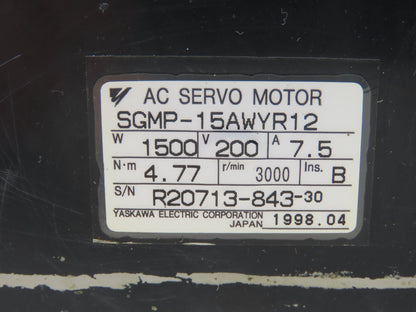 AC SERVO MOTOR
SGMP-15AWYR12
W 1500 V 200 A 7.5
N·m 4.77 r/min 3000 Ins. B
S/N R20713-843-30
YASKAWA ELECTRIC CORPORATION 1998.04
JAPAN